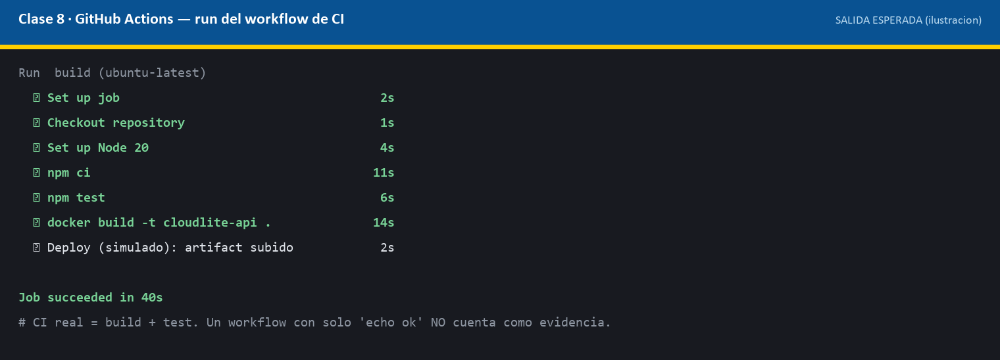 Clase 8 · GitHub Actions — run del workflow de CI
SALIDA ESPERADA (ilustracion)
Run  build (ubuntu-latest)
Set up job 2s
Checkout repository 1s
Set up Node 20 4s
npm ci 11s
npm test 6s
docker build -t cloudlite-api . 14s
Deploy (simulado): artifact subido 2s
Job succeeded in 40s
# CI real = build + test. Un workflow con solo 'echo ok' NO cuenta como evidencia.